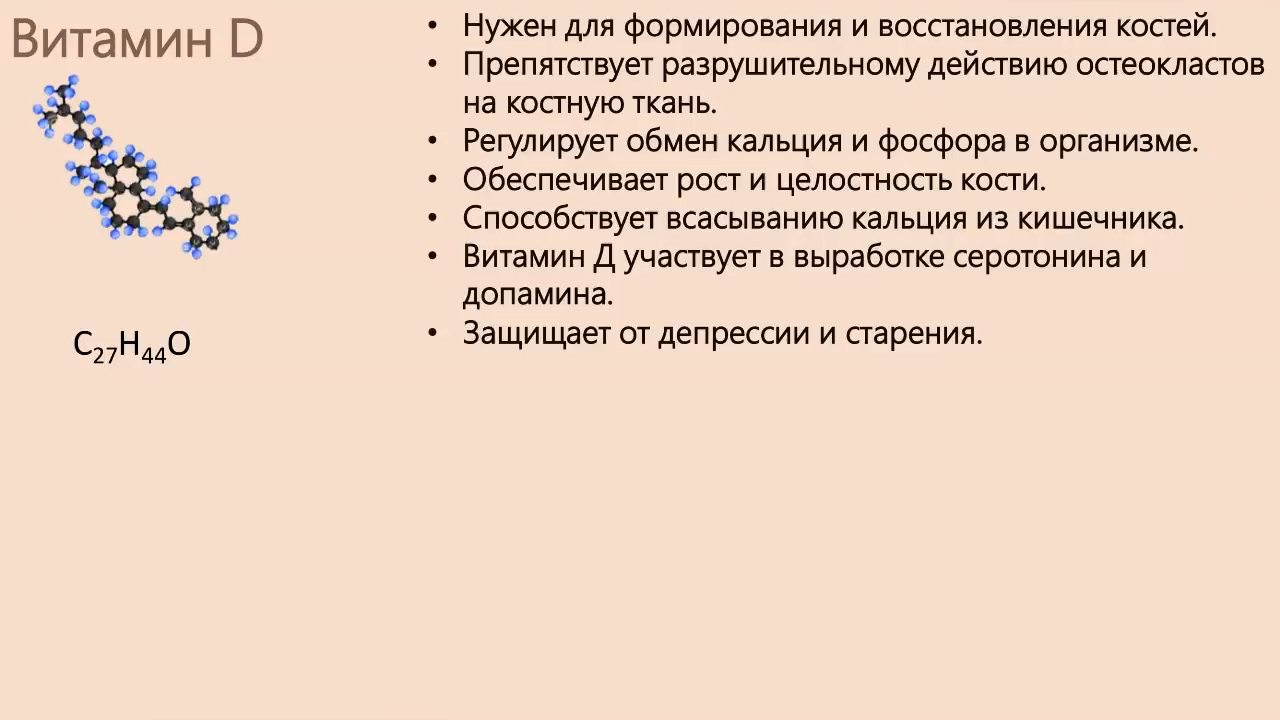 Витамин D
• Нужен для формирования и восстановления костей.
• Препятствует разрушительному действию остеокластов
на костную ткань.
• Регулирует обмен кальция и фосфора в организме.
• Обеспечивает рост и целостность кости.
• Способствует всасыванию кальция из кишечника.
• Витамин Д участвует в выработке серотонина и
допамина.
• Защищает от депрессии и старения.
C₂₇H₄₄O